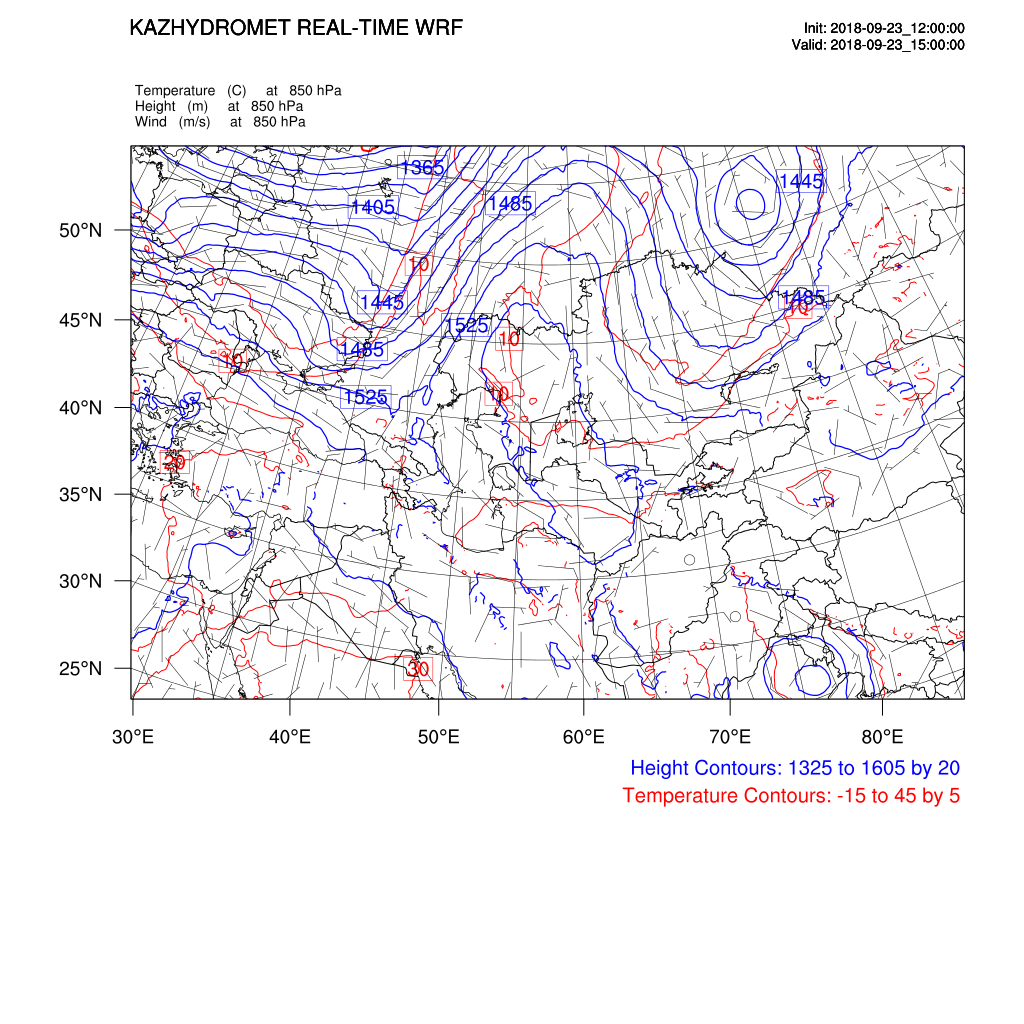 KAZHYDROMET REAL-TIME WRF
Init: 2018-09-23_12:00:00
Valid: 2018-09-23_15:00:00
Temperature (C) at 850 hPa
Height (m) at 850 hPa
Wind (m/s) at 850 hPa
1365
1445
1405
1485
50°N
10
1445
1485
10
45°N
1525
10
1485
10
1525
10
40°N
20
35°N
30°N
25°N
30
30°E
40°E
50°E
60°E
70°E
80°E
Height Contours: 1325 to 1605 by 20
Temperature Contours: -15 to 45 by 5